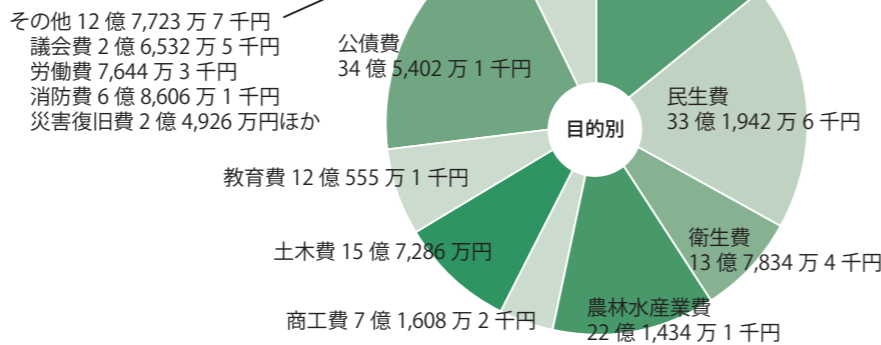 その他 12 億 7,723 万 7 千円
議会費 2 億 6,532 万 5 千円
労働費 7,644 万 3 千円
消防費 6 億 8,606 万 1 千円
災害復旧費 2 億 4,926 万円ほか
公債費
34 億 5,402 万 1 千円
目的別
民生費
33 億 1,942 万 6 千円
教育費 12 億 555 万 1 千円
土木費 15 億 7,286 万円
衛生費
13 億 7,834 万 4 千円
商工費 7 億 1,608 万 2 千円
農林水産業費
22 億 1,434 万 1 千円